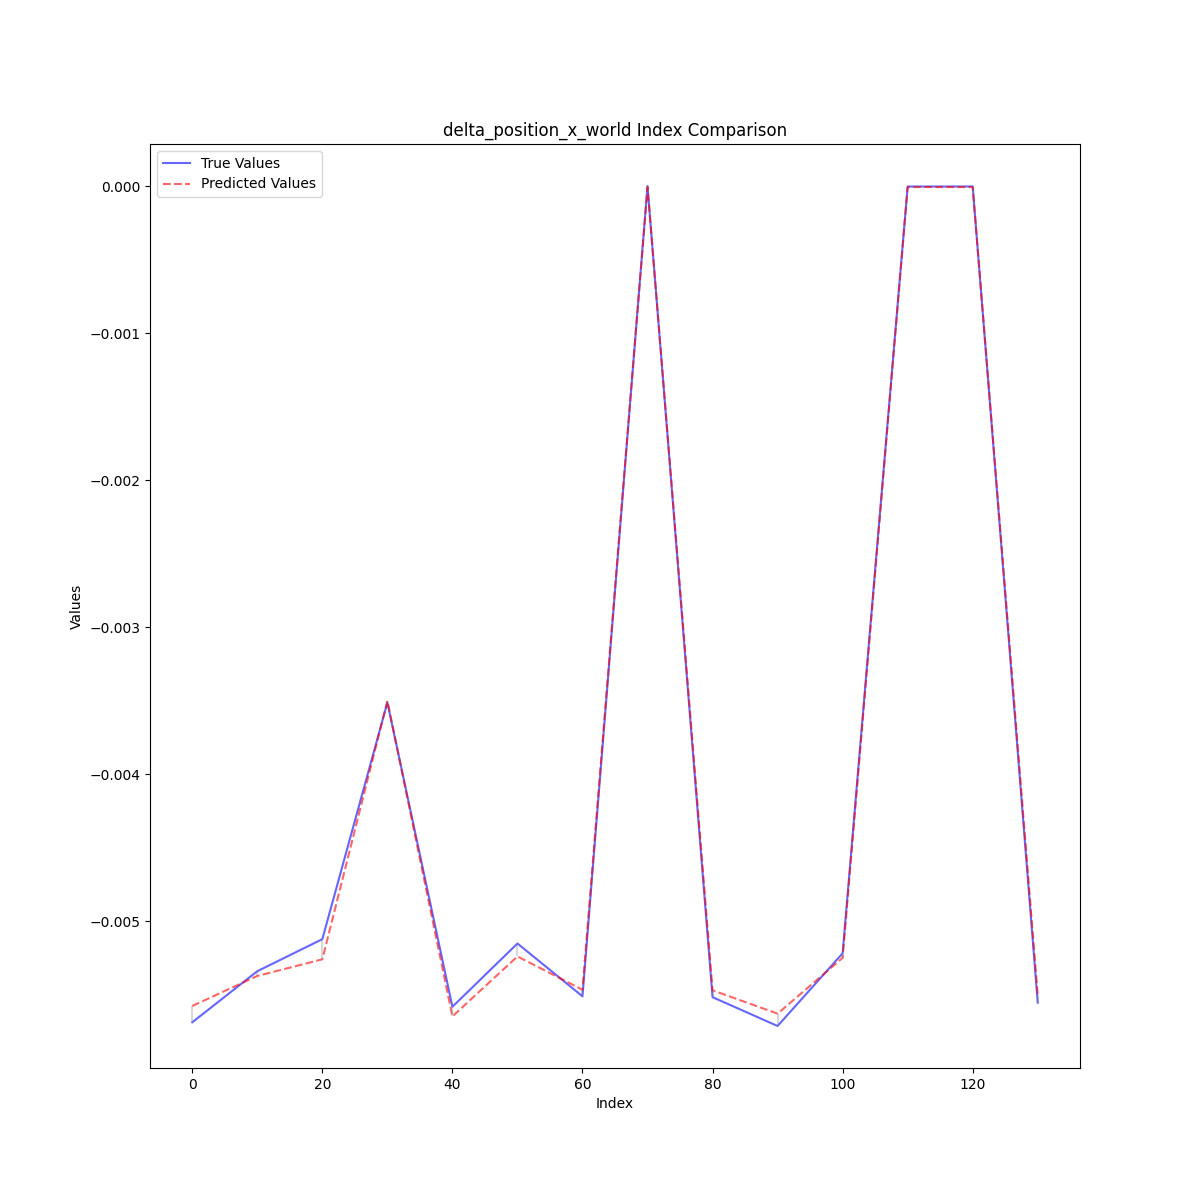 delta_position_x_world Index Comparison
True Values
Predicted Values
0.000
−0.001
−0.002
−0.003
−0.004
−0.005
Values
0 20 40 60 80 100 120
Index